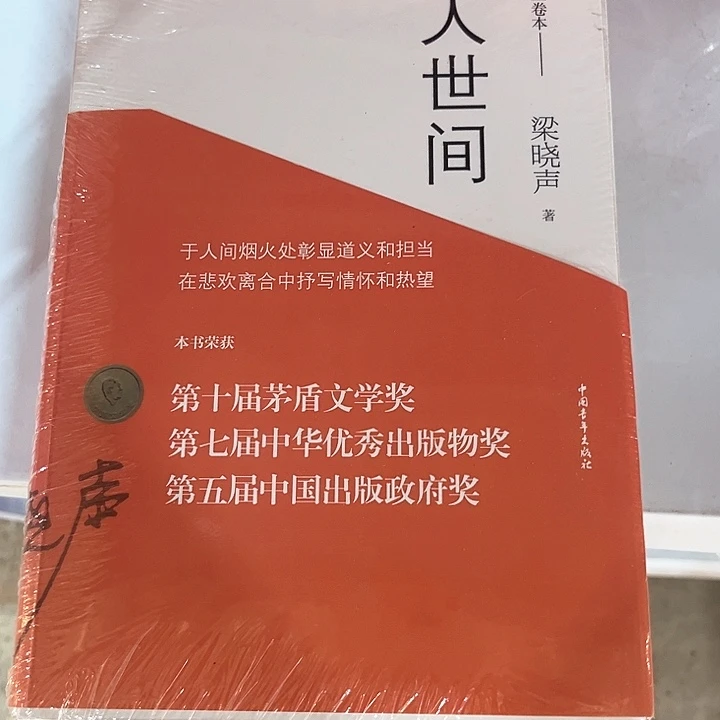 卷本——
人世间
梁晓声 著
于人间烟火处彰显道义和担当
在悲欢离合中抒写情怀和热望
本书荣获
第十届茅盾文学奖
第七届中华优秀出版物奖
第五届中国出版政府奖
中国青年出版社
声